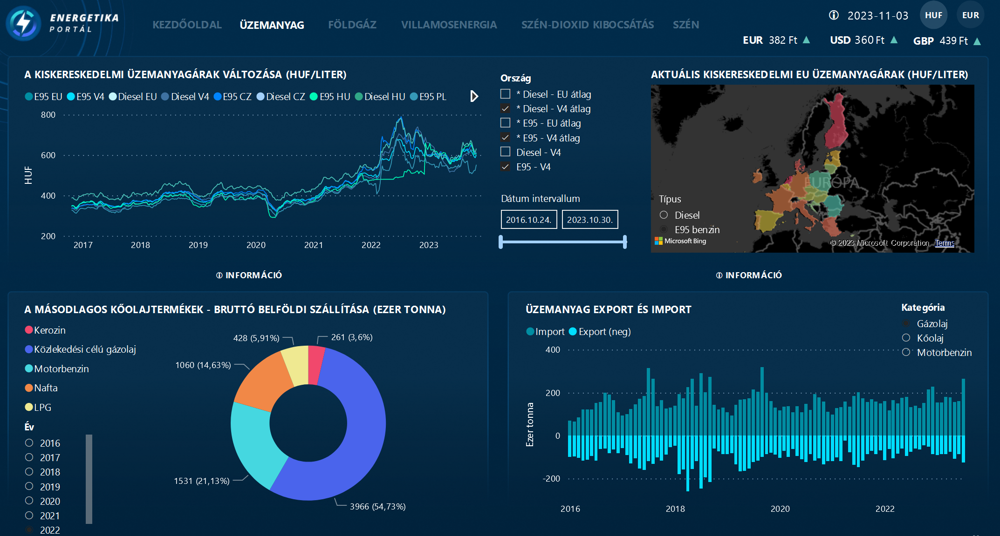 ENERGETIKA
PORTÁL
KEZDŐOLDAL ÜZEMANYAG FÖLDGÁZ VILLAMOSENERGIA SZÉN-DIOXID KIBOCSÁTÁS SZÉN
2023-11-03 HUF EUR
EUR 382 Ft ▲ USD 360 Ft ▲ GBP 439 Ft ▲
A KISKERESKEDELMI ÜZEMANYAGÁRAK VÁLTOZÁSA (HUF/LITER)
E95 EU E95 V4 Diesel EU Diesel V4 E95 CZ Diesel CZ E95 HU Diesel HU E95 PL
800
600
400
200
HUF
2017 2018 2019 2020 2021 2022 2023
Ország
* Diesel - EU átlag
* Diesel - V4 átlag
* E95 - EU átlag
* E95 - V4 átlag
Diesel - V4
E95 - V4
Dátum intervallum
2016.10.24. 2023.10.30.
AKTUÁLIS KISKERESKEDELMI EU ÜZEMANYAGÁRAK (HUF/LITER)
EURÓPA
Típus
Diesel
E95 benzin
Microsoft Bing
© 2023 Microsoft Corporation Terms
INFORMÁCIÓ
INFORMÁCIÓ
A MÁSODLAGOS KŐOLAJTERMÉKEK - BRUTTÓ BELFÖLDI SZÁLLÍTÁSA (EZER TONNA)
Kerozin
Közlekedési célú gázolaj
Motorbenzin
Nafta
LPG
Év
2016
2017
2018
2019
2020
2021
2022
428 (5,91%)
261 (3,6%)
1060 (14,63%)
1531 (21,13%)
3966 (54,73%)
ÜZEMANYAG EXPORT ÉS IMPORT
Import Export (neg)
Kategória
Gázolaj
Kőolaj
Motorbenzin
400
200
0
-200
Ezer tonna
2016 2018 2020 2022